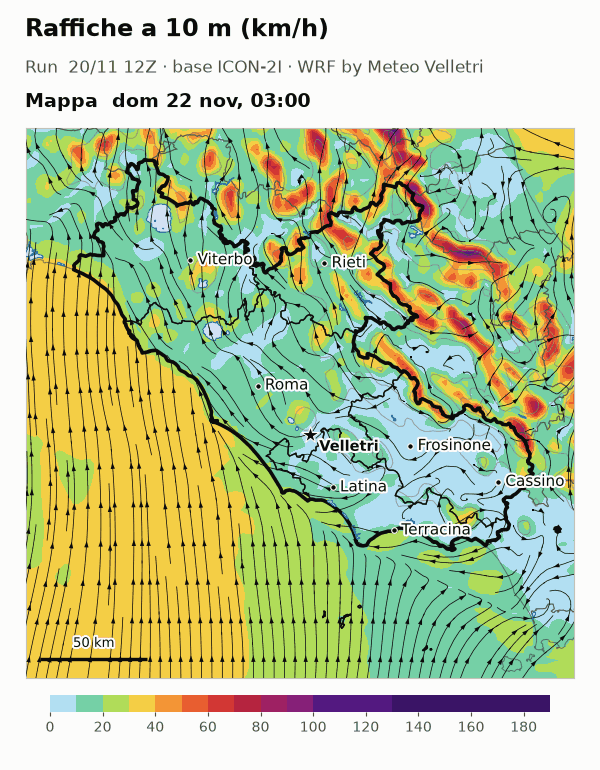 Raffiche a 10 m (km/h)
Run 20/11 12Z · base ICON-2I · WRF by Meteo Velletri
Mappa dom 22 nov, 03:00
Viterbo
Rieti
Roma
Velletri
Frosinone
Latina
Cassino
Terracina
50 km
0 20 40 60 80 100 120 140 160 180